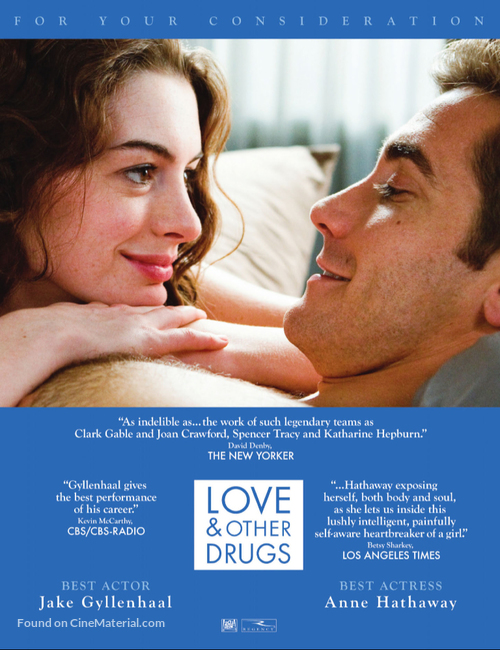 FOR YOUR CONSIDERATION
“As indelible as...the work of such legendary teams as
Clark Gable and Joan Crawford, Spencer Tracy and Katharine Hepburn.”
David Denby,
THE NEW YORKER
“Gyllenhaal gives
the best performance
of his career.”
Kevin McCarthy,
CBS/CBS-RADIO
LOVE
& OTHER
DRUGS
“...Hathaway exposing
herself, both body and soul,
as she lets us inside this
lushly intelligent, painfully
self-aware heartbreaker of a girl.”
Betsy Sharkey,
LOS ANGELES TIMES
BEST ACTOR
Jake Gyllenhaal
BEST ACTRESS
Anne Hathaway
Found on CineMaterial.com
FOX
REGENCY